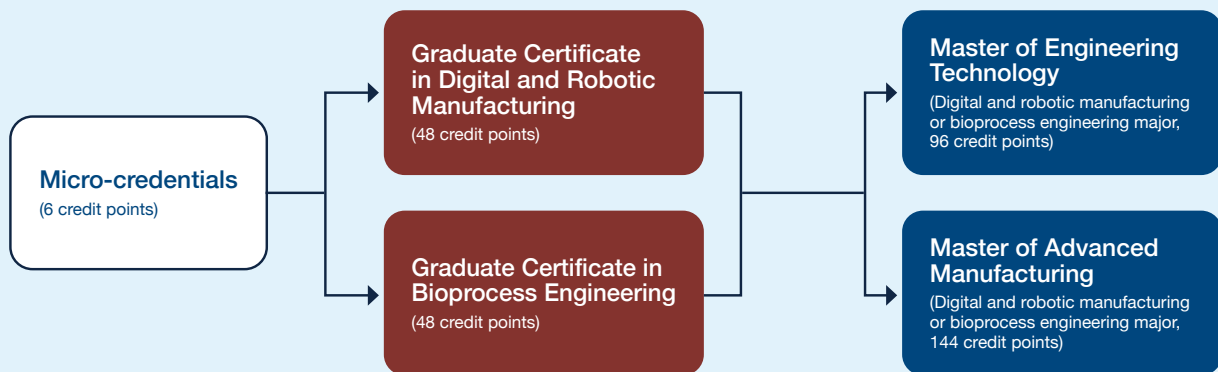 Micro-credentials
(6 credit points)
Graduate Certificate
in Digital and Robotic
Manufacturing
(48 credit points)
Graduate Certificate in
Bioprocess Engineering
(48 credit points)
Master of Engineering
Technology
(Digital and robotic manufacturing
or bioprocess engineering major,
96 credit points)
Master of Advanced
Manufacturing
(Digital and robotic manufacturing
or bioprocess engineering major,
144 credit points)